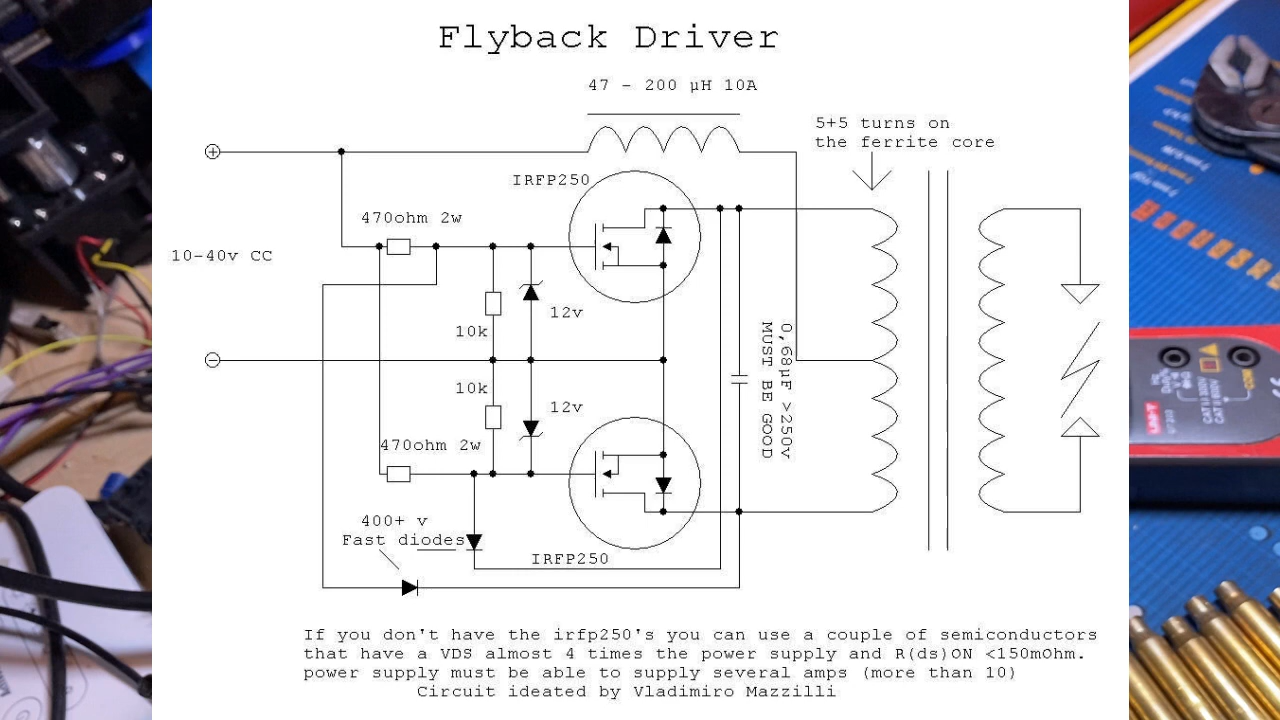 Flyback Driver
47 - 200 µH 10A
5+5 turns on
the ferrite core
IRFP250
470ohm 2w
10-40v CC
12v
10k
0,68µF >250v
MUST BE GOOD
10k
12v
470ohm 2w
400+ v
Fast diodes
IRFP250
If you don't have the irfp250's you can use a couple of semiconductors
that have a VDS almost 4 times the power supply and R(ds)ON <150mOhm.
power supply must be able to supply several amps (more than 10)
Circuit ideated by Vladimiro Mazzilli
UNI-T
COM